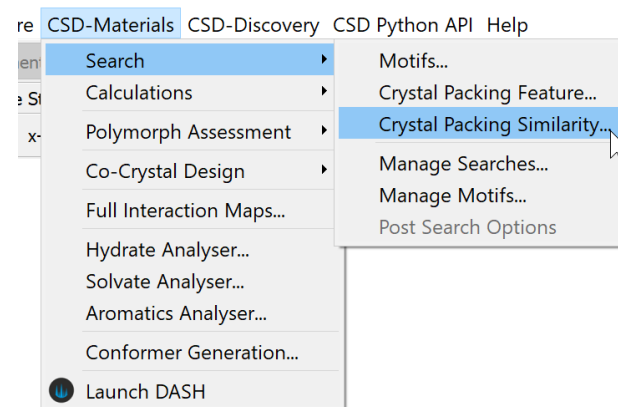 re CSD-Materials CSD-Discovery CSD Python API Help
Search
Calculations
Polymorph Assessment
Co-Crystal Design
Full Interaction Maps...
Hydrate Analyser...
Solvate Analyser...
Aromatics Analyser...
Conformer Generation...
Launch DASH
Motifs...
Crystal Packing Feature...
Crystal Packing Similarity...
Manage Searches...
Manage Motifs...
Post Search Options
x-